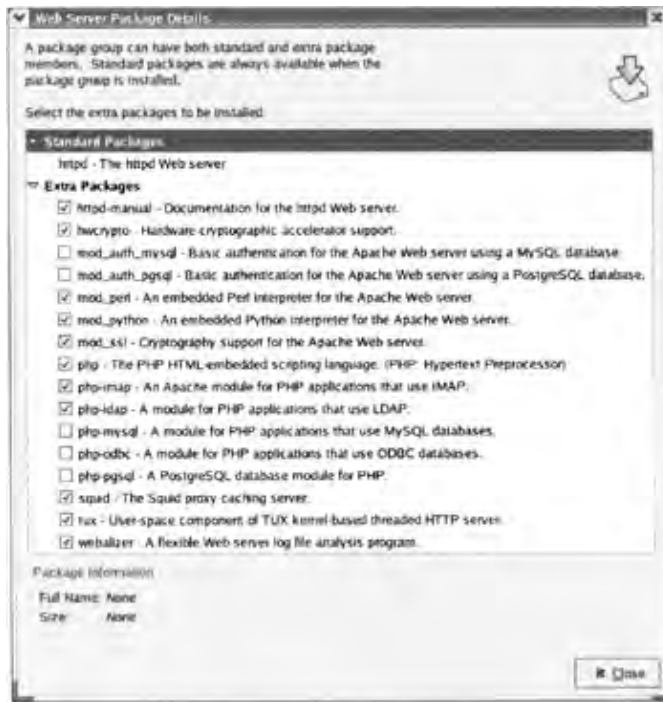 Web Server Package Details
A package group can have both standard and extra package
members. Standard packages are always available when the
package group is installed.
Select the extra packages to be installed
Standard Packages
httpd - The httpd Web server
Extra Packages
httpd-manual - Documentation for the httpd Web server.
hwcrypto - Hardware cryptographic accelerator support.
mod_auth_mysql - Basic authentication for the Apache Web server using a MySQL database.
mod_auth_pgsql - Basic authentication for the Apache Web server using a PostgreSQL database.
mod_perl - An embedded Perl interpreter for the Apache Web server.
mod_python - An embedded Python interpreter for the Apache Web server.
mod_ssl - Cryptography support for the Apache Web server.
php - The PHP HTML-embedded scripting language. (PHP: Hypertext Preprocessor)
php-imap - An Apache module for PHP applications that use IMAP.
php-ldap - A module for PHP applications that use LDAP.
php-mysql - A module for PHP applications that use MySQL databases.
php-odbc - A module for PHP applications that use ODBC databases.
php-pgsql - A PostgreSQL database module for PHP.
squid - The Squid proxy caching server.
tux - User-space component of TUX kernel-based threaded HTTP server.
webalizer - A flexible Web server log file analysis program.
Package Information
Full Name: None
Size: None
Close